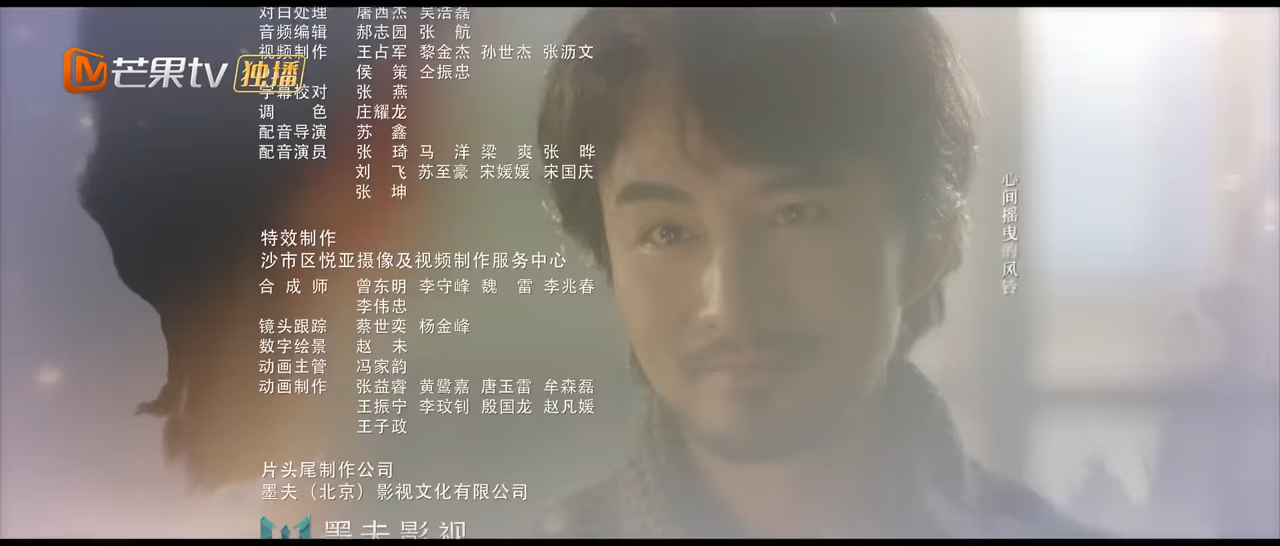 对白处理 屠西杰 吴浩磊
音频编辑 郝志园 张 航
芒果tv 独播
视频制作 王占军 黎金杰 孙世杰 张沥文
侯 策 仝振忠
字幕校对 张 燕
调 色 庄耀龙
配音导演 苏 鑫
配音演员 张 琦 马 洋 梁 爽 张 晔
刘 飞 苏至豪 宋媛媛 宋国庆
张 坤
特效制作
沙市区悦亚摄像及视频制作服务中心
合成师 曾东明 李守峰 魏 雷 李兆春
李伟忠
镜头跟踪 蔡世奕 杨金峰
数字绘景 赵 未
动画主管 冯家韵
动画制作 张益睿 黄鹭嘉 唐玉雷 牟森磊
王振宁 李玟钊 殷国龙 赵凡媛
王子政
片头尾制作公司
墨夫（北京）影视文化有限公司
墨夫影视
心间摇曳的风铃